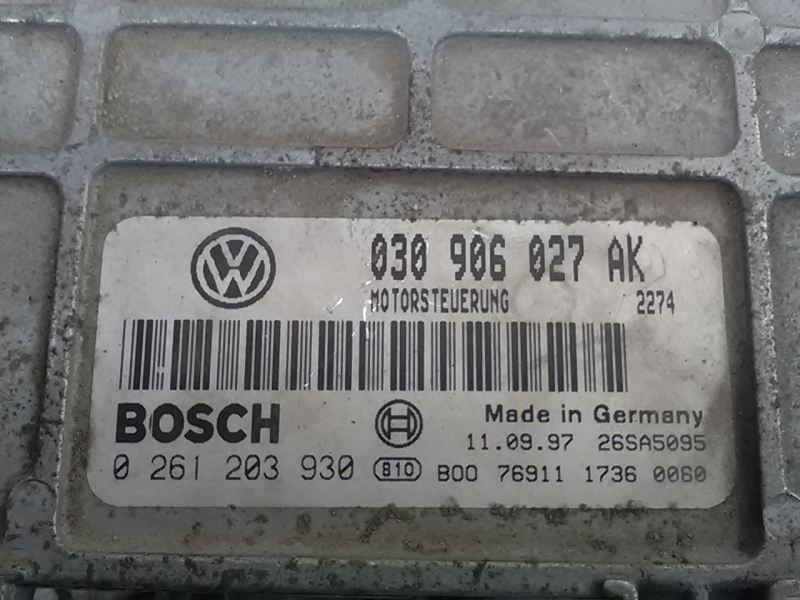 030 906 027 AK
MOTORSTEUERUNG 2274
BOSCH Made in Germany
11.09.97 26SA5095
0 261 203 930 810 B00 76911 1736 0060